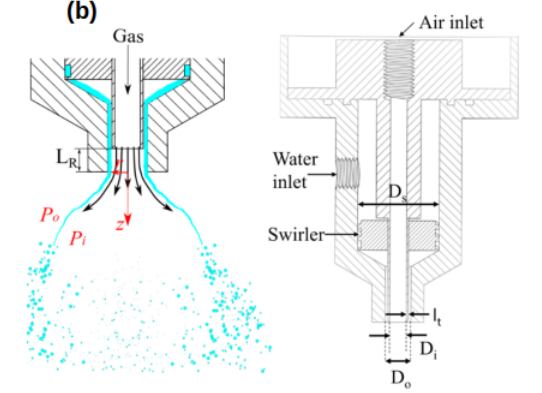 (b)
Gas
Air inlet
L_R
Water
inlet
D_s
r
P_o
z
P_i
Swirler
l_t
D_i
D_o